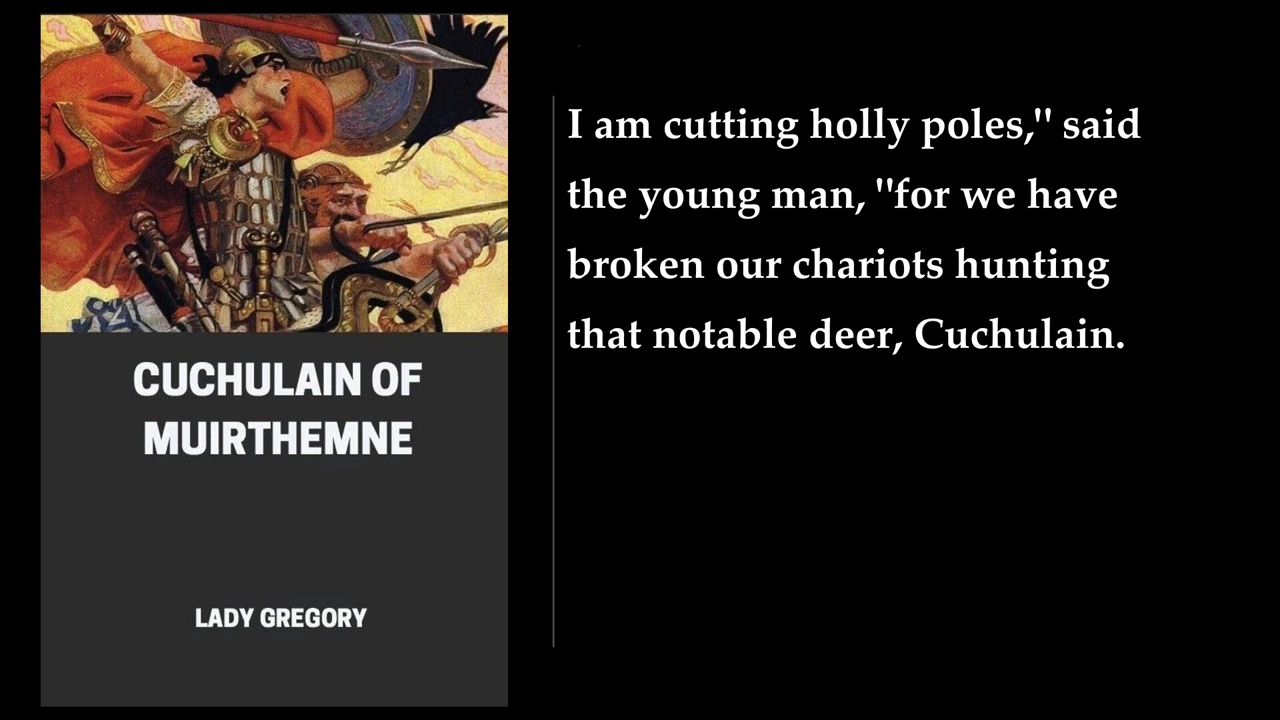 CUCHULAIN OF
MUIRTHEMNE
LADY GREGORY
I am cutting holly poles," said
the young man, "for we have
broken our chariots hunting
that notable deer, Cuchulain.